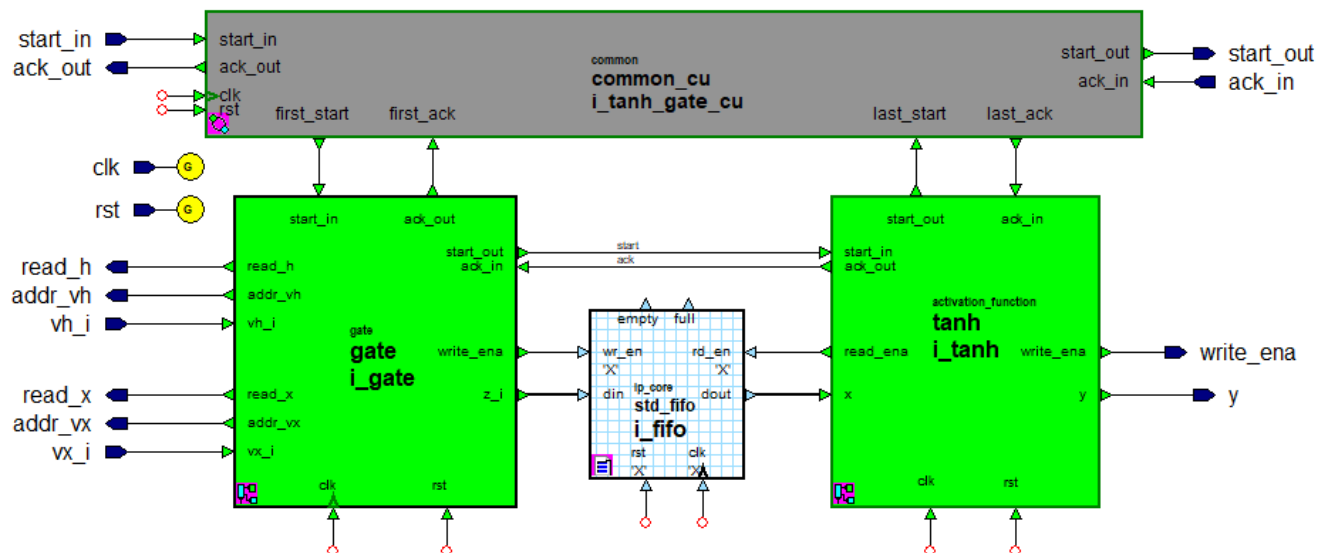 start_in
start_in
ack_out
ack_out
clk
rst
first_start
first_ack
common
common_cu
i_tanh_gate_cu
last_start
last_ack
start_out
start_out
ack_in
ack_in
clk
G
rst
G
start_in
ack_out
start_out
ack_in
read_h
read_h
addr_vh
addr_vh
vh_i
vh_i
gate
gate
i_gate
write_ena
read_x
read_x
z_i
addr_vx
addr_vx
vx_i
vx_i
clk
rst
start
ack
empty
full
wr_en
rd_en
'X'
'X'
ip_core
din
dout
std_fifo
i_fifo
rst
clk
'X'
'X'
start_out
ack_in
start_in
ack_out
activation_function
tanh
i_tanh
read_ena
write_ena
write_ena
x
y
y
clk
rst